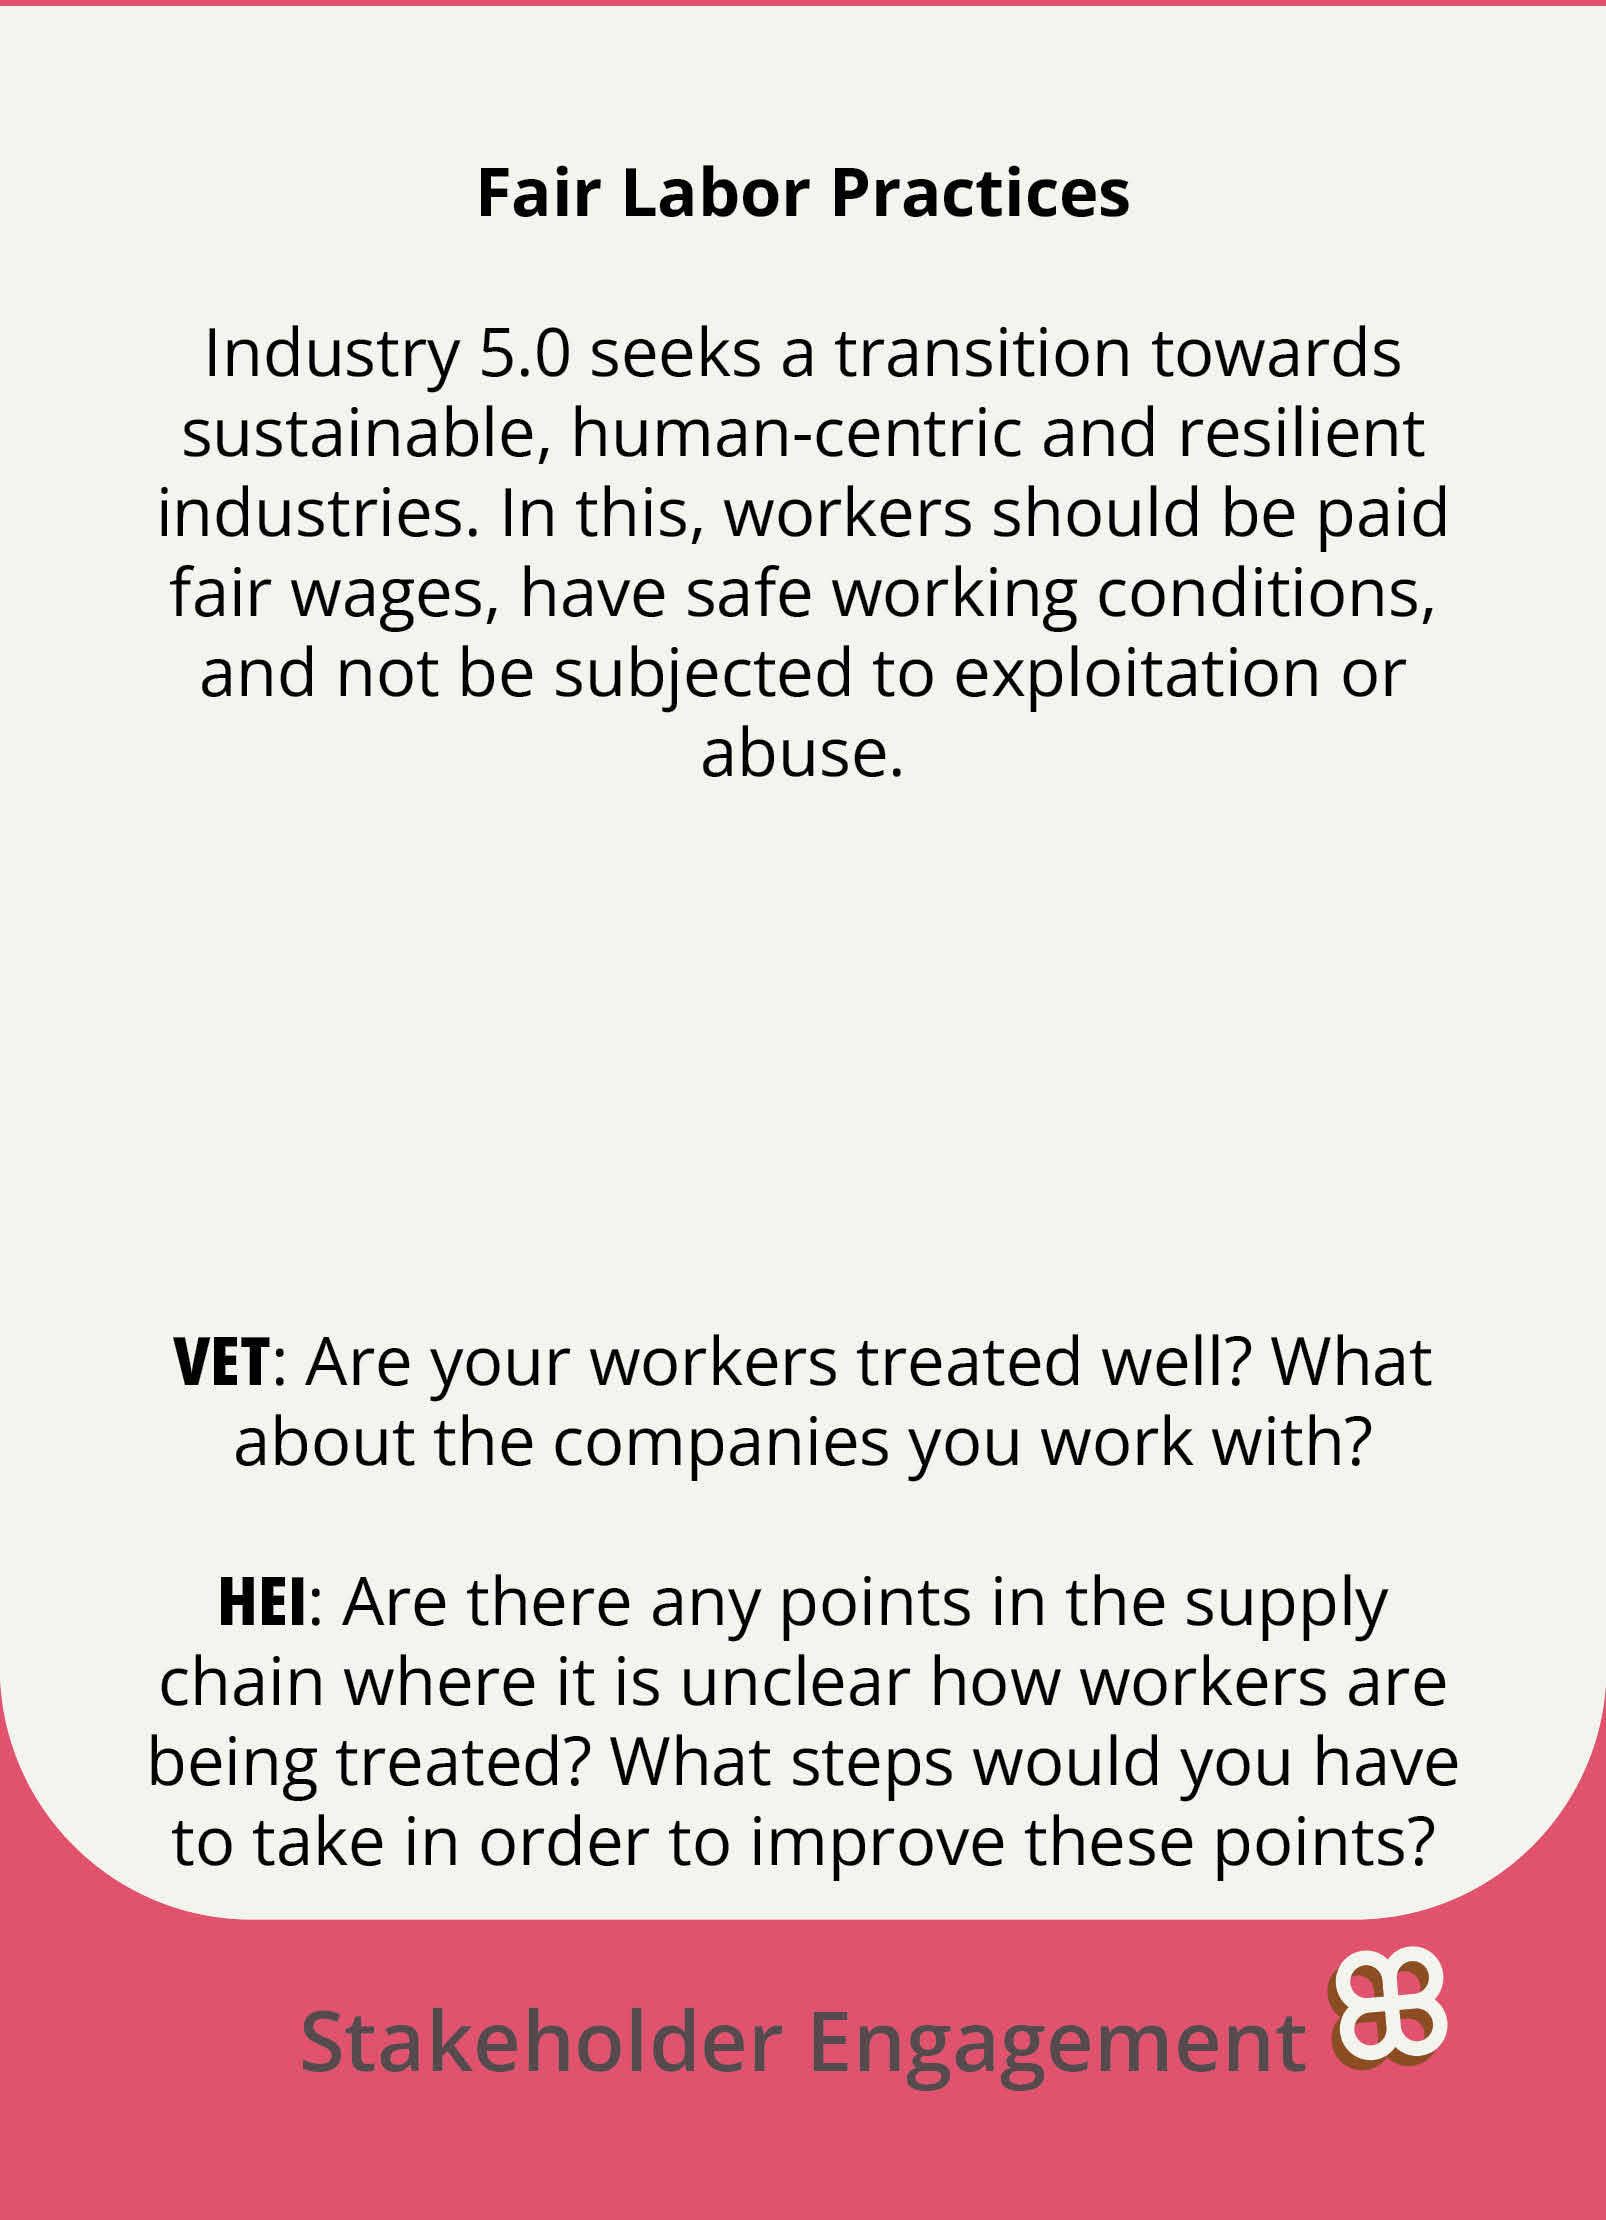 Fair Labor Practices
Industry 5.0 seeks a transition towards
sustainable, human-centric and resilient
industries. In this, workers should be paid
fair wages, have safe working conditions,
and not be subjected to exploitation or
abuse.
VET: Are your workers treated well? What
about the companies you work with?
HEI: Are there any points in the supply
chain where it is unclear how workers are
being treated? What steps would you have
to take in order to improve these points?
Stakeholder Engagement